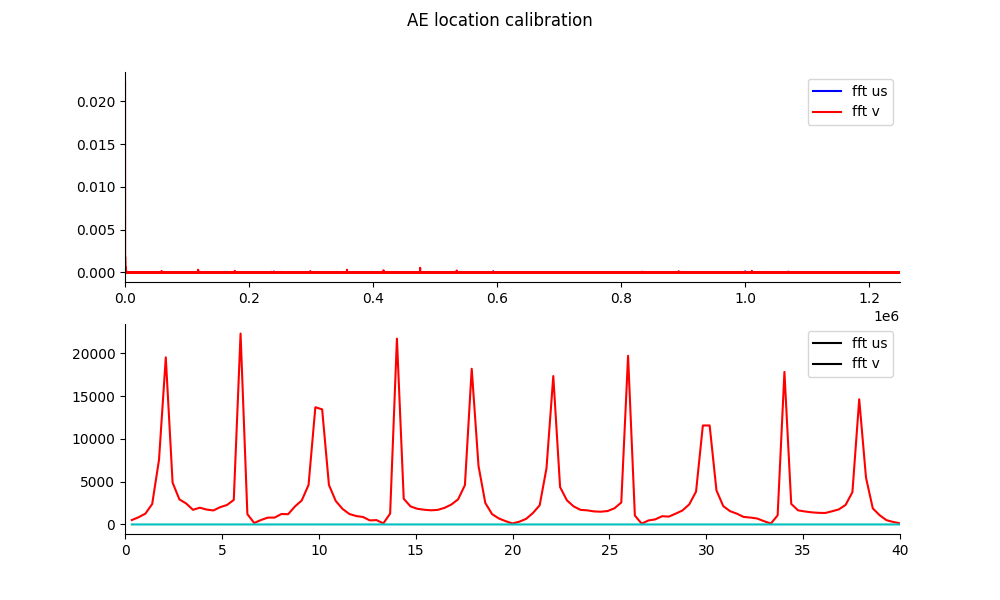 AE location calibration
fft us
fft v
0.020
0.015
0.010
0.005
0.000
0.0 0.2 0.4 0.6 0.8 1.0 1.2
1e6
fft us
fft v
20000
15000
10000
5000
0
0 5 10 15 20 25 30 35 40